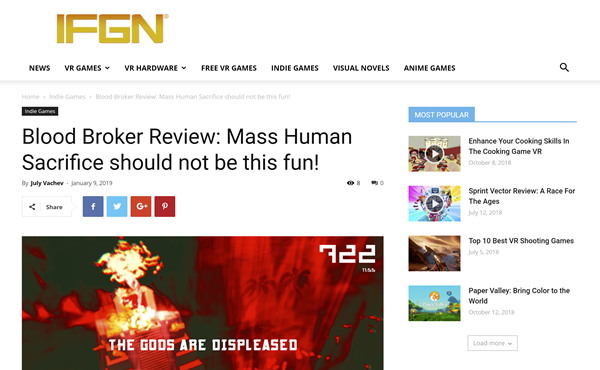 IFGN®
NEWS VR GAMES VR HARDWARE FREE VR GAMES INDIE GAMES VISUAL NOVELS ANIME GAMES
Home › Indie Games › Blood Broker Review: Mass Human Sacrifice should not be this fun!
Indie Games
Blood Broker Review: Mass Human
Sacrifice should not be this fun!
By July Vachev - January 9, 2019
8
0
Share
722
1155
THE GODS ARE DISPLEASED
MOST POPULAR
Enhance Your Cooking Skills In
The Cooking Game VR
October 8, 2018
Sprint Vector Review: A Race For
The Ages
July 12, 2018
Top 10 Best VR Shooting Games
July 5, 2018
Paper Valley: Bring Color to the
World
October 12, 2018
Load more